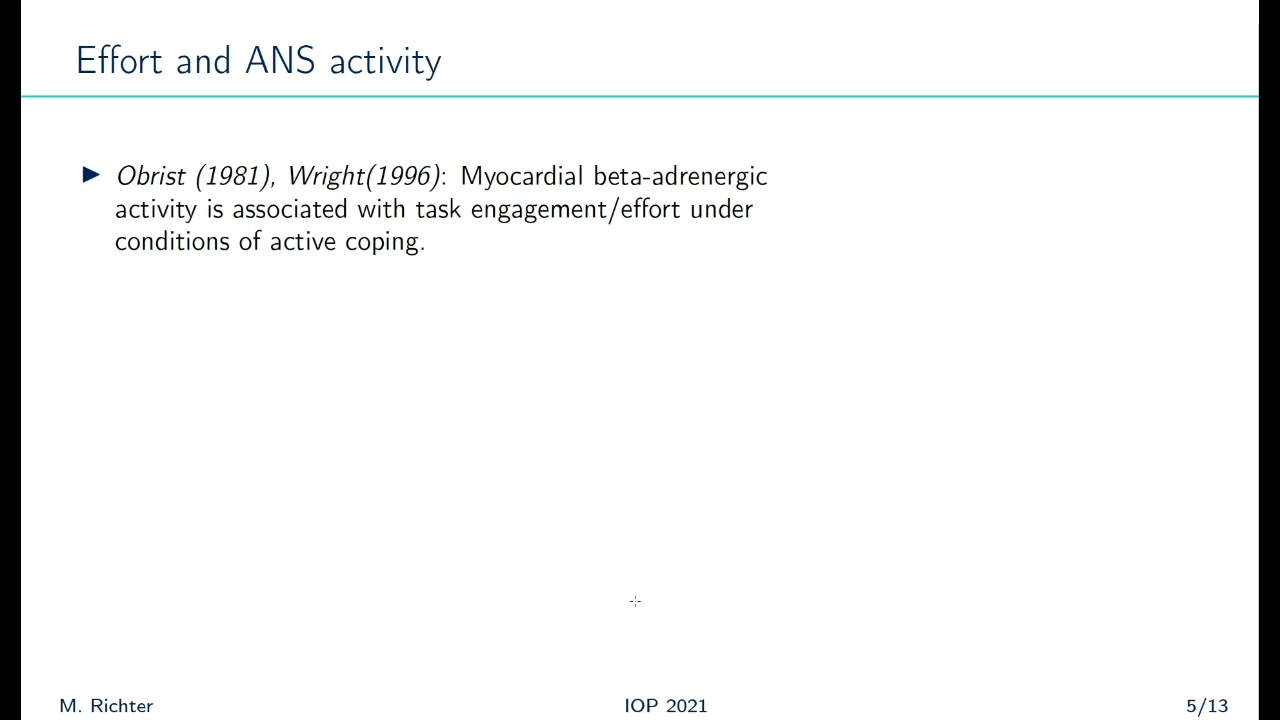 Effort and ANS activity
Obrist (1981), Wright(1996): Myocardial beta-adrenergic
activity is associated with task engagement/effort under
conditions of active coping.
M. Richter
IOP 2021
5/13